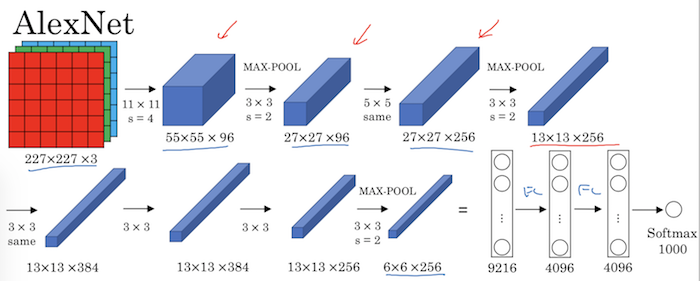 AlexNet
227×227 ×3
11 × 11
s = 4
55×55 × 96
MAX-POOL
3 × 3
s = 2
27×27 ×96
5 × 5
same
27×27 ×256
MAX-POOL
3 × 3
s = 2
13×13 ×256
3 × 3
same
13×13 ×384
3 × 3
13×13 ×384
3 × 3
13×13 ×256
MAX-POOL
3 × 3
s = 2
6×6 ×256
=
9216
FC
4096
FC
4096
Softmax
1000